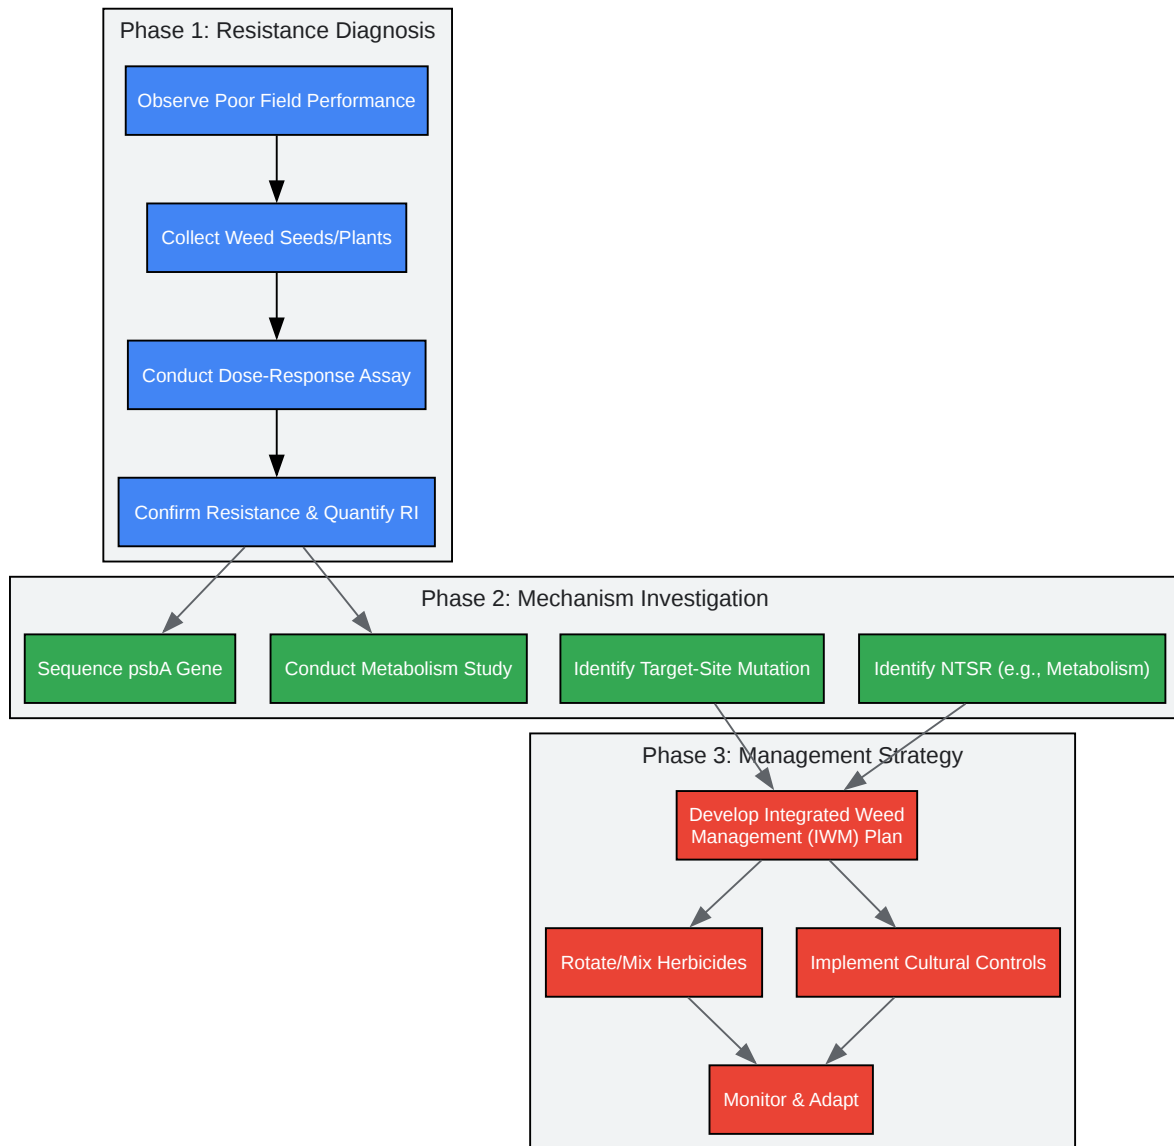 Phase 1: Resistance Diagnosis
Observe Poor Field Performance
Collect Weed Seeds/Plants
Conduct Dose-Response Assay
Confirm Resistance & Quantify RI
Phase 2: Mechanism Investigation
Sequence psbA Gene
Conduct Metabolism Study
Identify Target-Site Mutation
Identify NTSR (e.g., Metabolism)
Phase 3: Management Strategy
Develop Integrated Weed
Management (IWM) Plan
Rotate/Mix Herbicides
Implement Cultural Controls
Monitor & Adapt